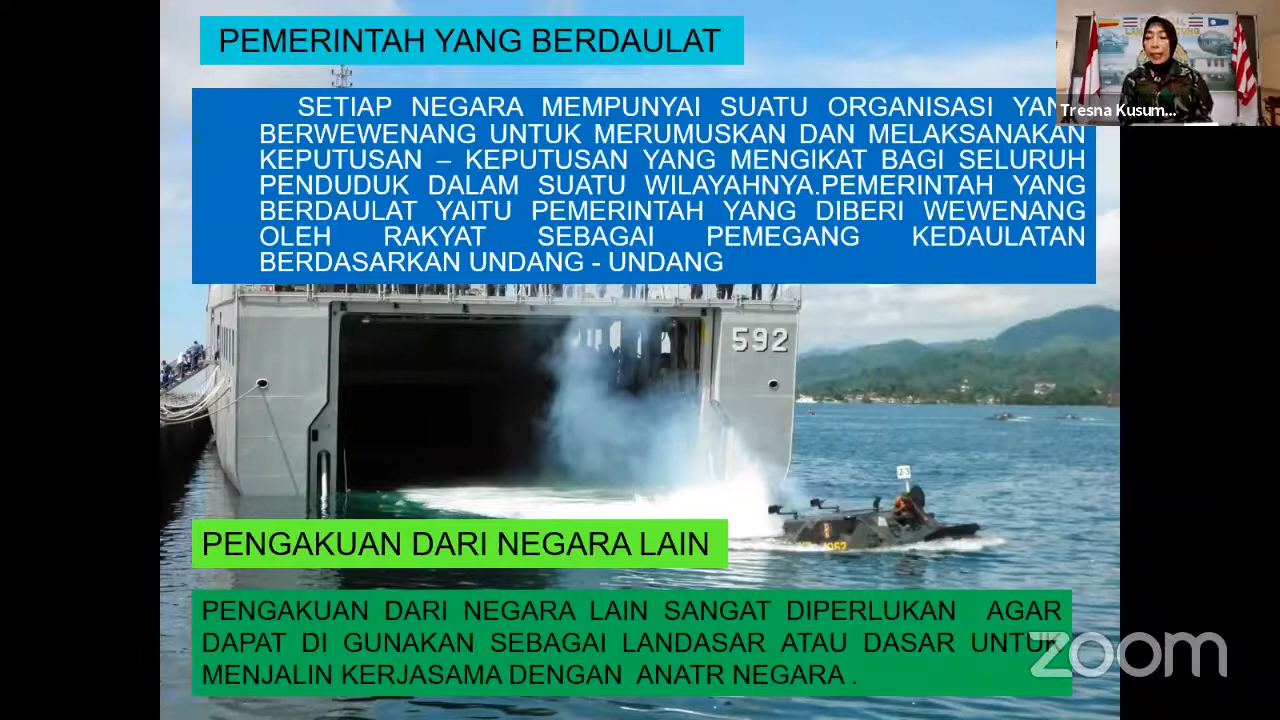 PEMERINTAH YANG BERDAULAT
SETIAP NEGARA MEMPUNYAI SUATU ORGANISASI
BERWEWENANG UNTUK MERUMUSKAN DAN MELAKSANAKAN
KEPUTUSAN – KEPUTUSAN YANG MENGIKAT BAGI SELURUH
PENDUDUK DALAM SUATU WILAYAHNYA.PEMERINTAH YANG
BERDAULAT YAITU PEMERINTAH YANG DIBERI WEWENANG
OLEH RAKYAT SEBAGAI PEMEGANG KEDAULATAN
BERDASARKAN UNDANG - UNDANG
Tresna Kusum...
592
2-3
PENGAKUAN DARI NEGARA LAIN
PENGAKUAN DARI NEGARA LAIN SANGAT DIPERLUKAN AGAR
DAPAT DI GUNAKAN SEBAGAI LANDASAR ATAU DASAR UNTUK
MENJALIN KERJASAMA DENGAN ANATR NEGARA .
zoom